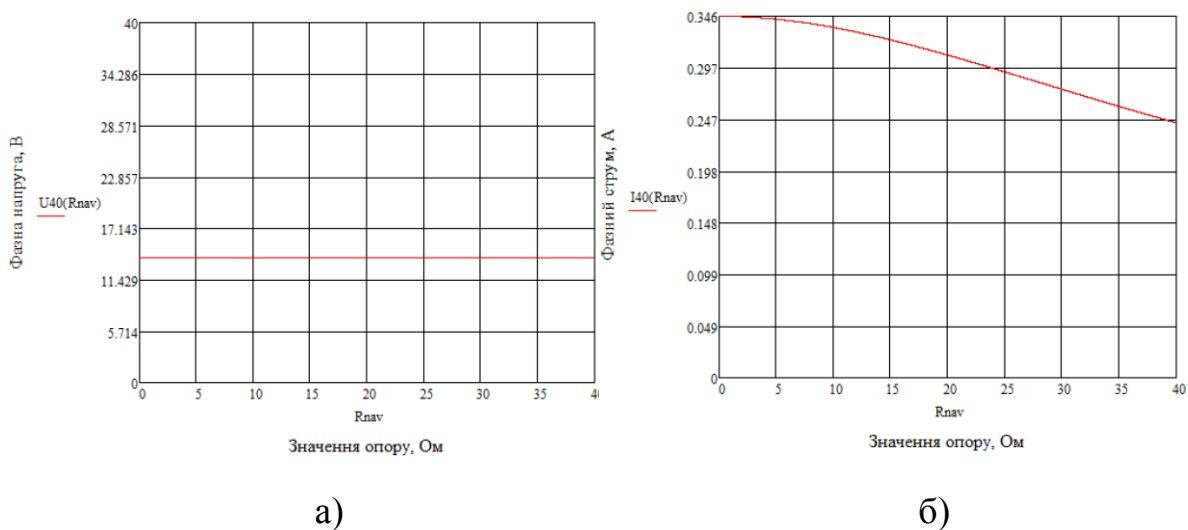 Фазна напруга, В
U40(Rnav)
40
34.286
28.571
22.857
17.143
11.429
5.714
0
0 5 10 15 20 25 30 35 40
Rnav
Значення опору, Ом
а)
Фазний струм, А
I40(Rnav)
0.346
0.297
0.247
0.198
0.148
0.099
0.049
0
0 5 10 15 20 25 30 35 40
Rnav
Значення опору, Ом
б)